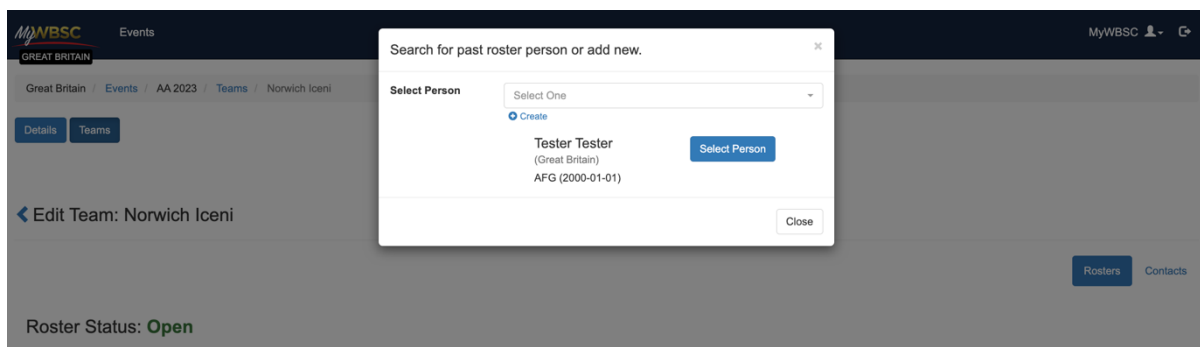 MyWBSC
GREAT BRITAIN
Events
MyWBSC
Great Britain / Events / AA 2023 / Teams / Norwich Iceni
Details
Teams
Edit Team: Norwich Iceni
Search for past roster person or add new.
×
Select Person
Select One
Create
Tester Tester
(Great Britain)
AFG (2000-01-01)
Select Person
Close
Rosters
Contacts
Roster Status: Open